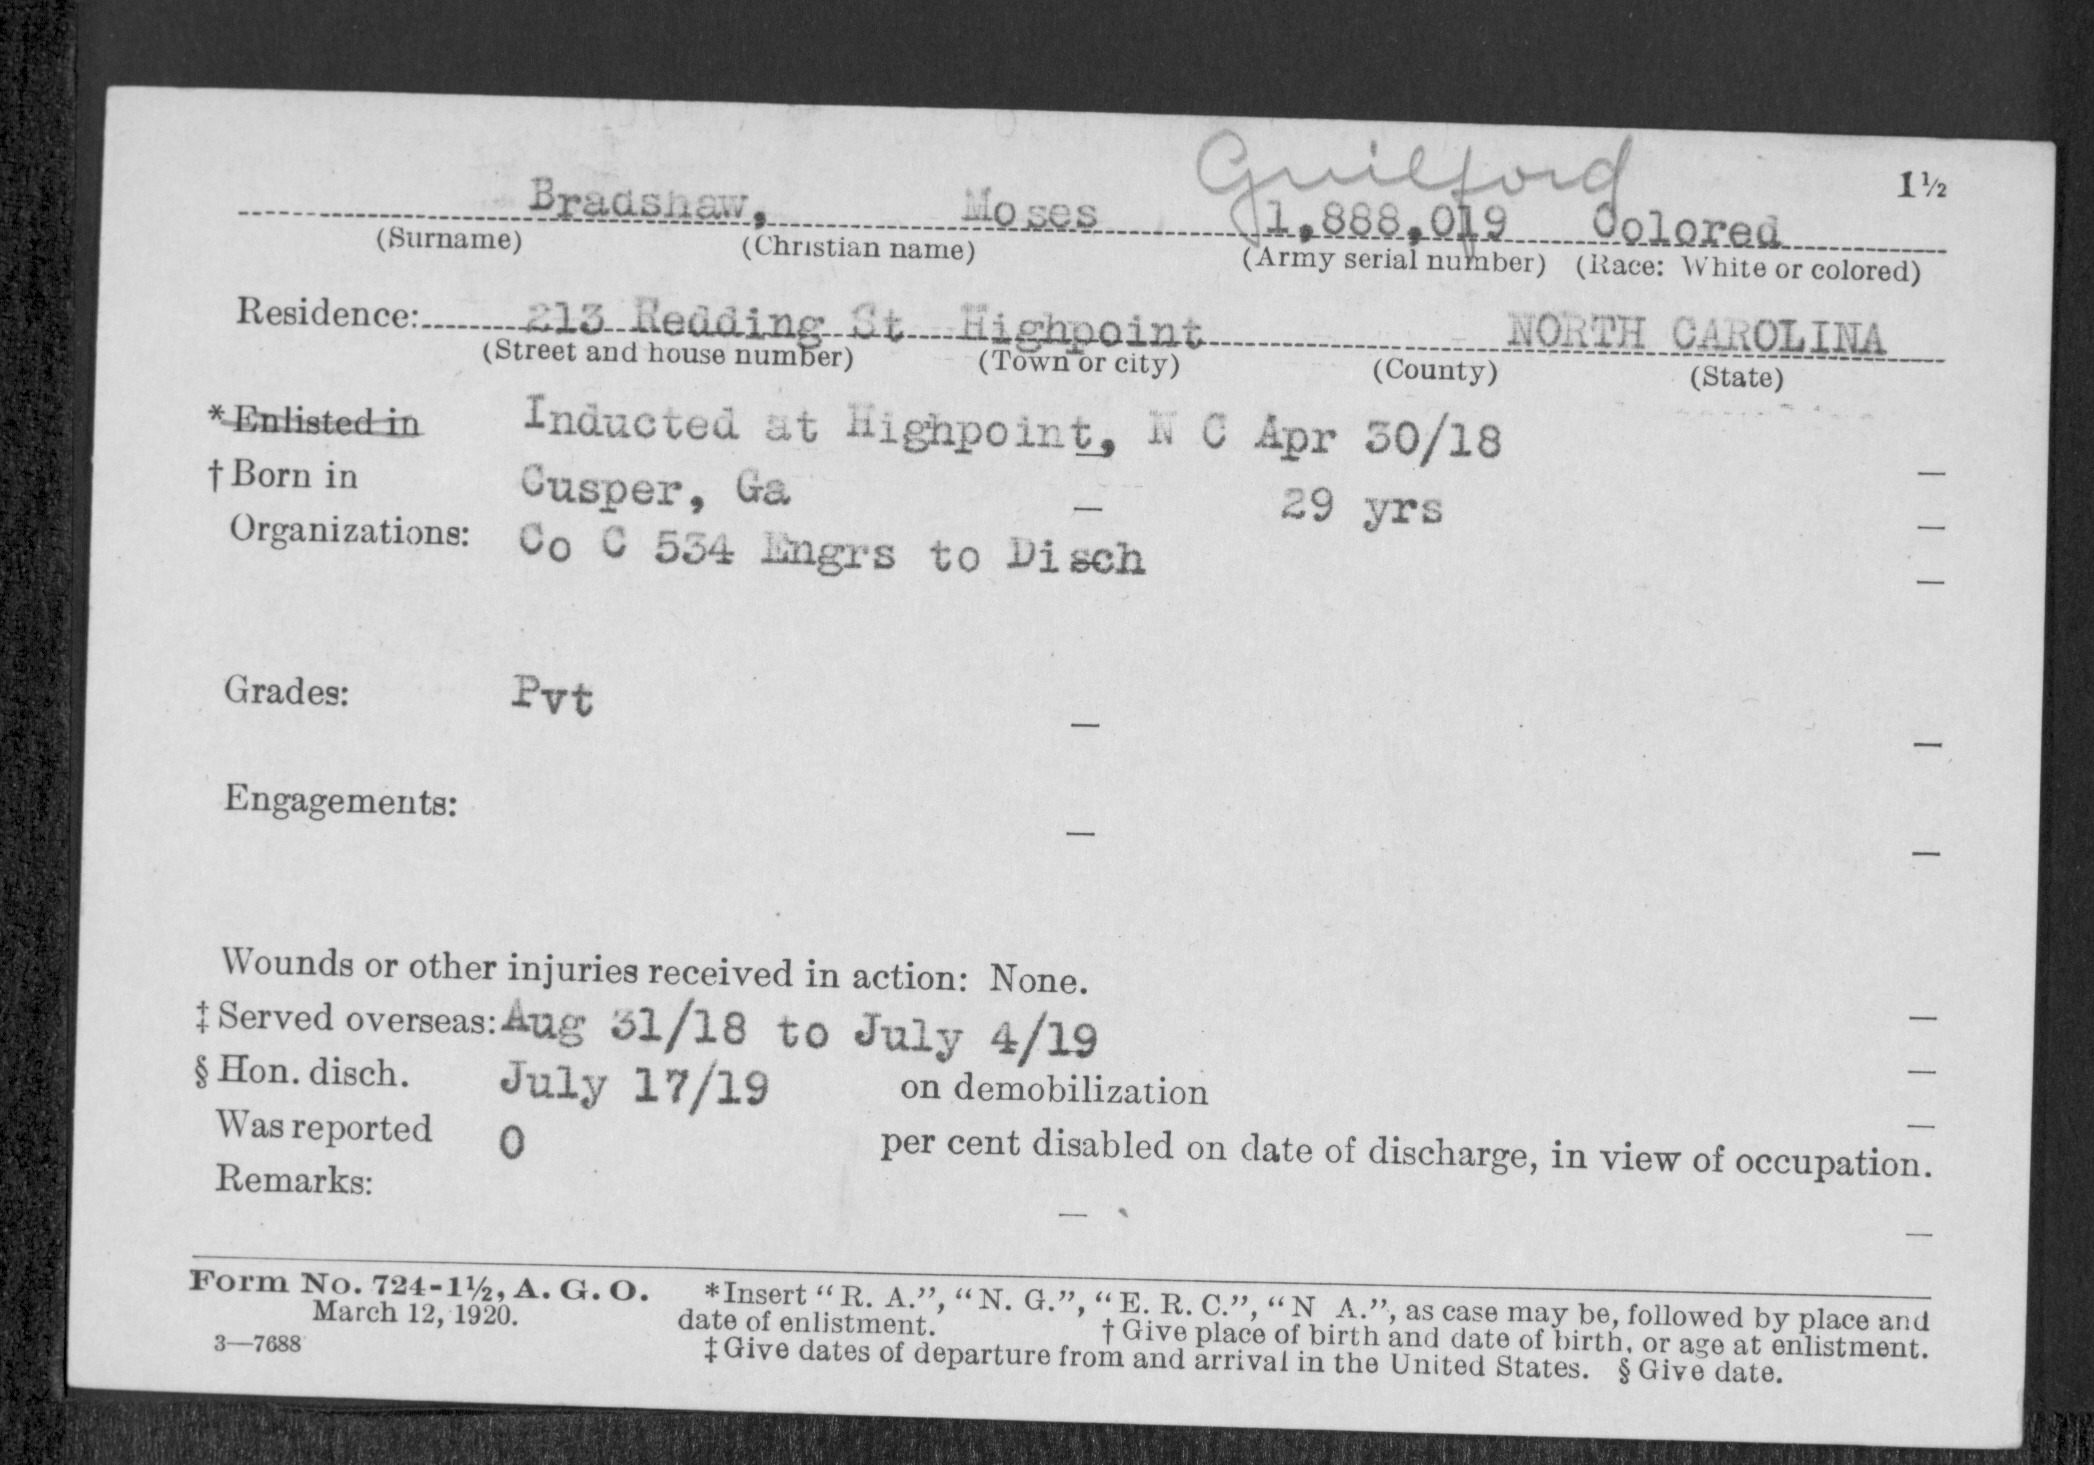 Guilford
1½
Bradshaw, Moses 1,888,019 Colored
(Surname) (Christian name) (Army serial number) (Race: White or colored)
Residence: 213 Redding St Highpoint NORTH CAROLINA
(Street and house number) (Town or city) (County) (State)
*Enlisted in Inducted at Highpoint, N C Apr 30/18
†Born in Cusper, Ga 29 yrs
Organizations: Co C 534 Engrs to Disch
Grades: Pvt
Engagements:
Wounds or other injuries received in action: None.
‡Served overseas: Aug 31/18 to July 4/19
§Hon. disch. July 17/19 on demobilization
Was reported 0 per cent disabled on date of discharge, in view of occupation.
Remarks:
Form No. 724-1½, A. G. O. *Insert "R. A.", "N. G.", "E. R. C.", "N A.", as case may be, followed by place and
March 12, 1920. date of enlistment. †Give place of birth and date of birth, or age at enlistment.
3—7688 ‡Give dates of departure from and arrival in the United States. §Give date.